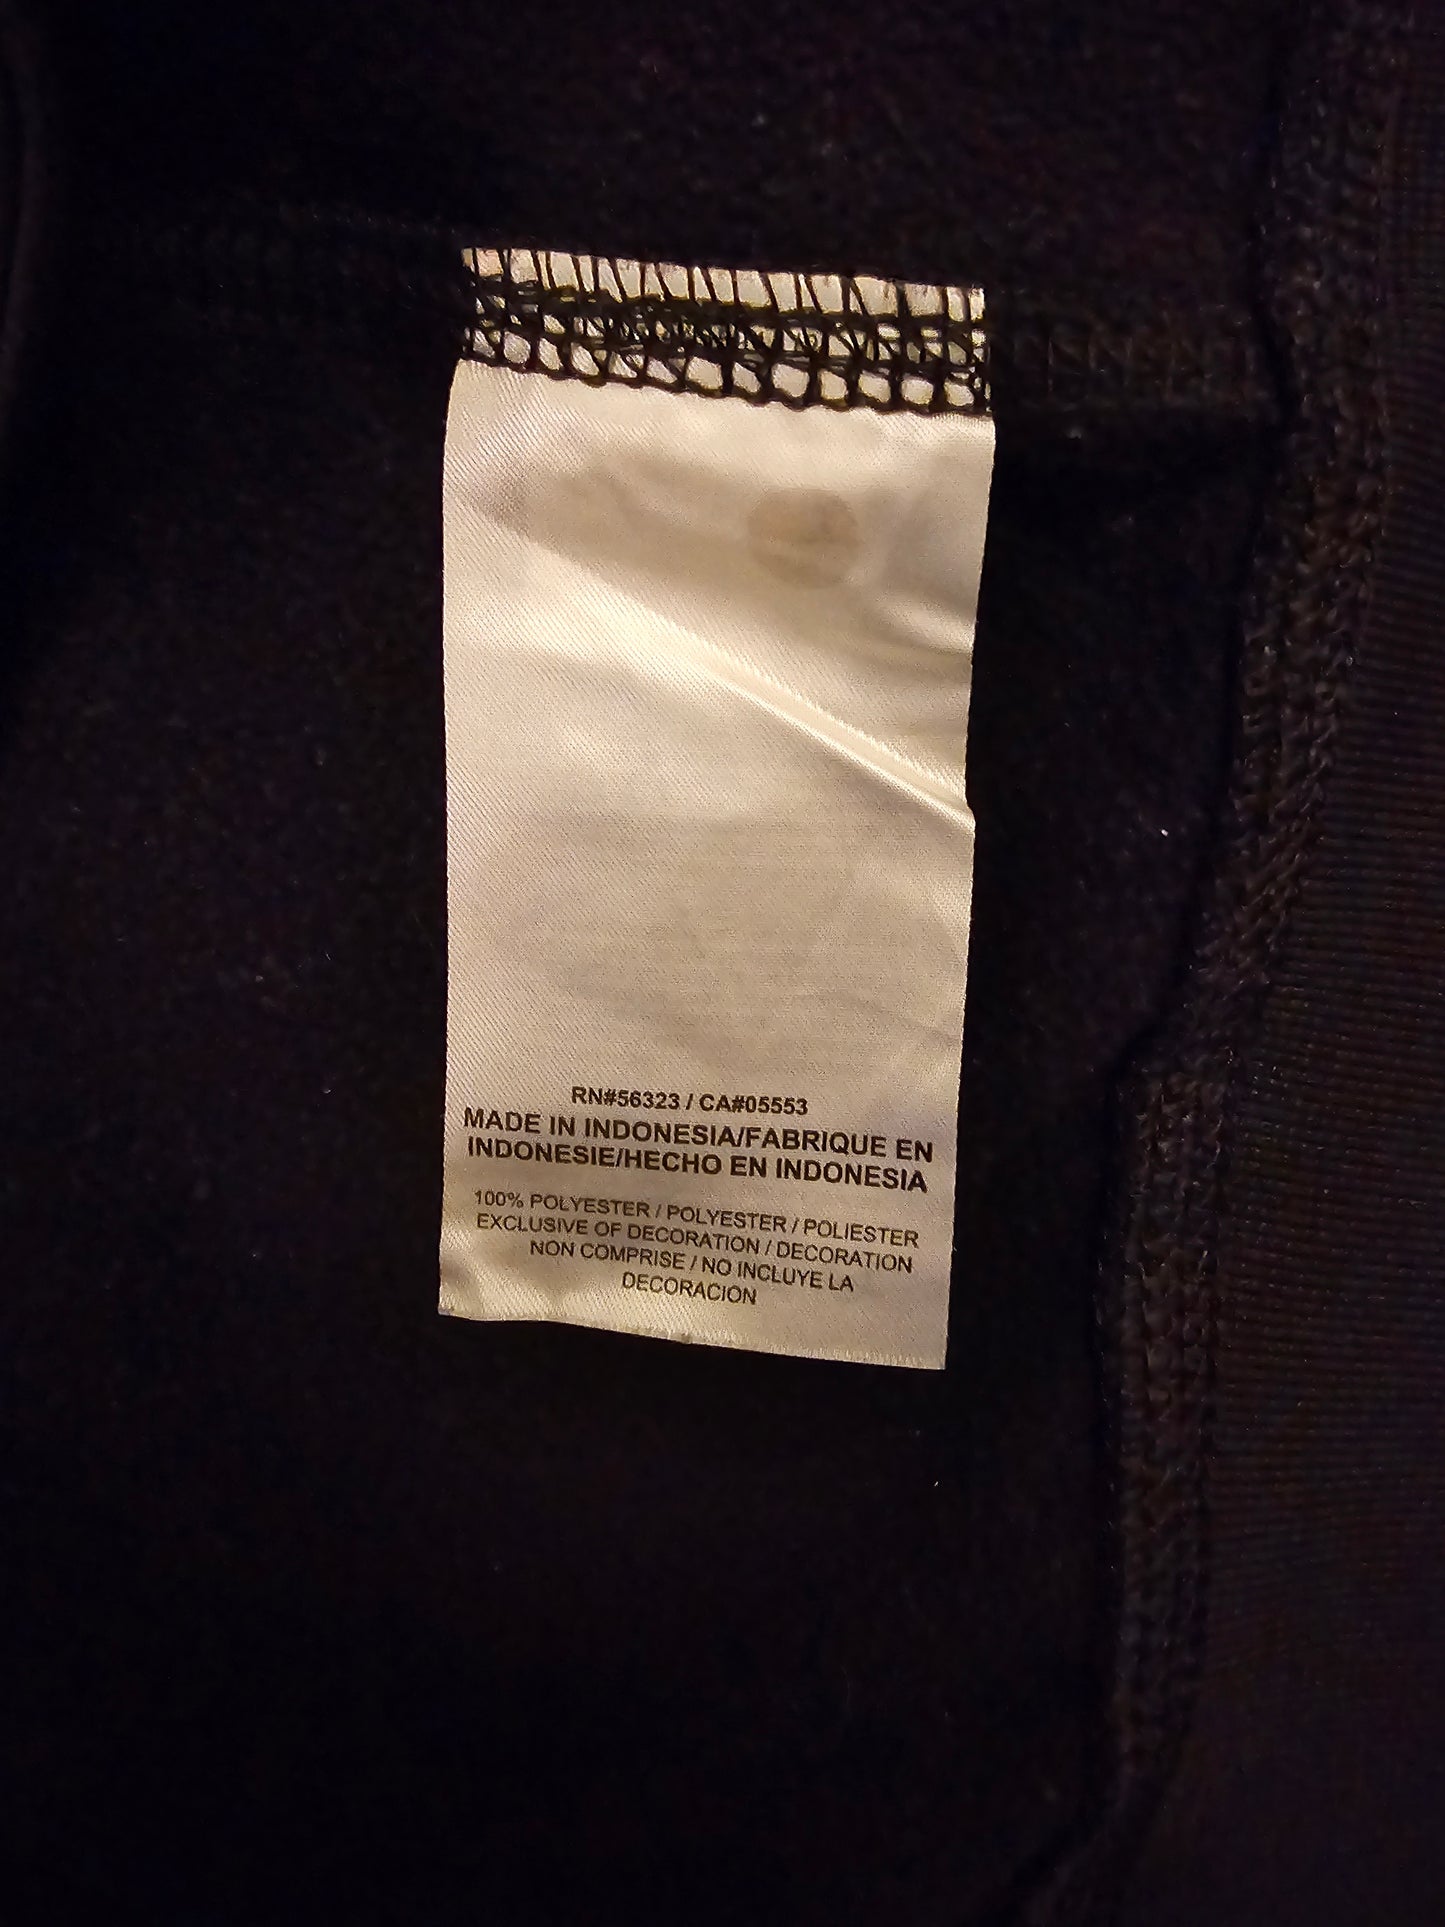 RN#56323 / CA#05553
MADE IN INDONESIA/FABRIQUE EN
INDONESIE/HECHO EN INDONESIA
100% POLYESTER / POLYESTER / POLIESTER
EXCLUSIVE OF DECORATION / DECORATION
NON COMPRISE / NO INCLUYE LA
DECORACION